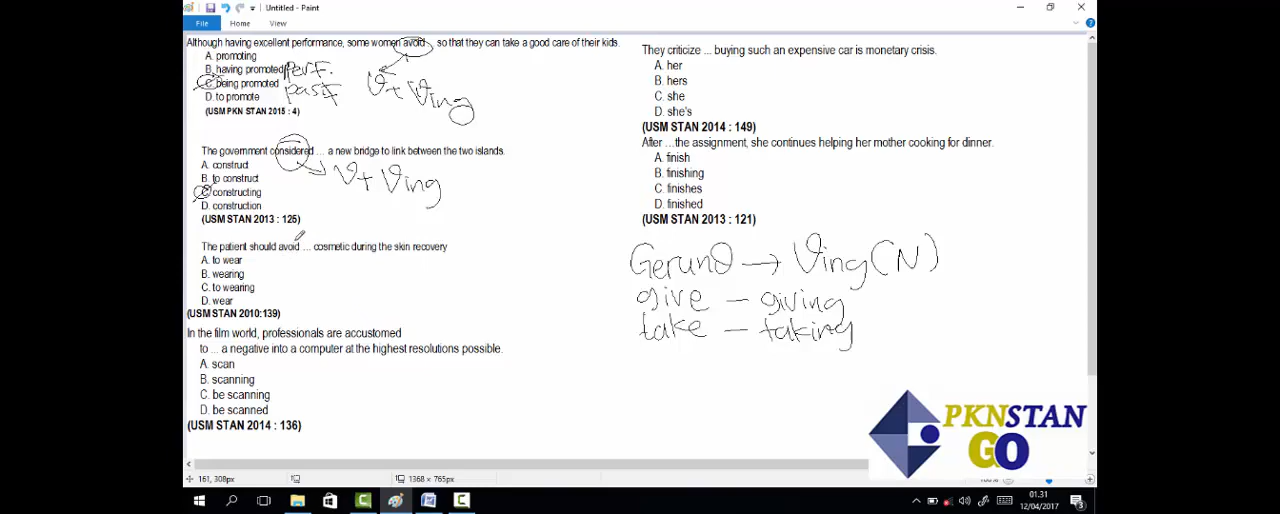 Untitled - Paint
File Home View
Although having excellent performance, some women avoid .. so that they can take a good care of their kids.
A. promoting
B. having promoted Perf.
C. being promoted past
D. to promote
V + Ving
(USM PKN STAN 2015 : 4)
The government considered ... a new bridge to link between the two islands.
A. construct
B. to construct
C. constructing
D. construction
V + Ving
(USM STAN 2013 : 125)
The patient should avoid ... cosmetic during the skin recovery
A. to wear
B. wearing
C. to wearing
D. wear
(USM STAN 2010:139)
In the film world, professionals are accustomed
to ... a negative into a computer at the highest resolutions possible.
A. scan
B. scanning
C. be scanning
D. be scanned
(USM STAN 2014 : 136)
They criticize ... buying such an expensive car is monetary crisis.
A. her
B. hers
C. she
D. she's
(USM STAN 2014 : 149)
After ...the assignment, she continues helping her mother cooking for dinner.
A. finish
B. finishing
C. finishes
D. finished
(USM STAN 2013 : 121)
Gerund → Ving (N)
give - giving
take - taking
PKNSTAN
GO
161, 308px
1368 × 765px
01.31
12/04/2017